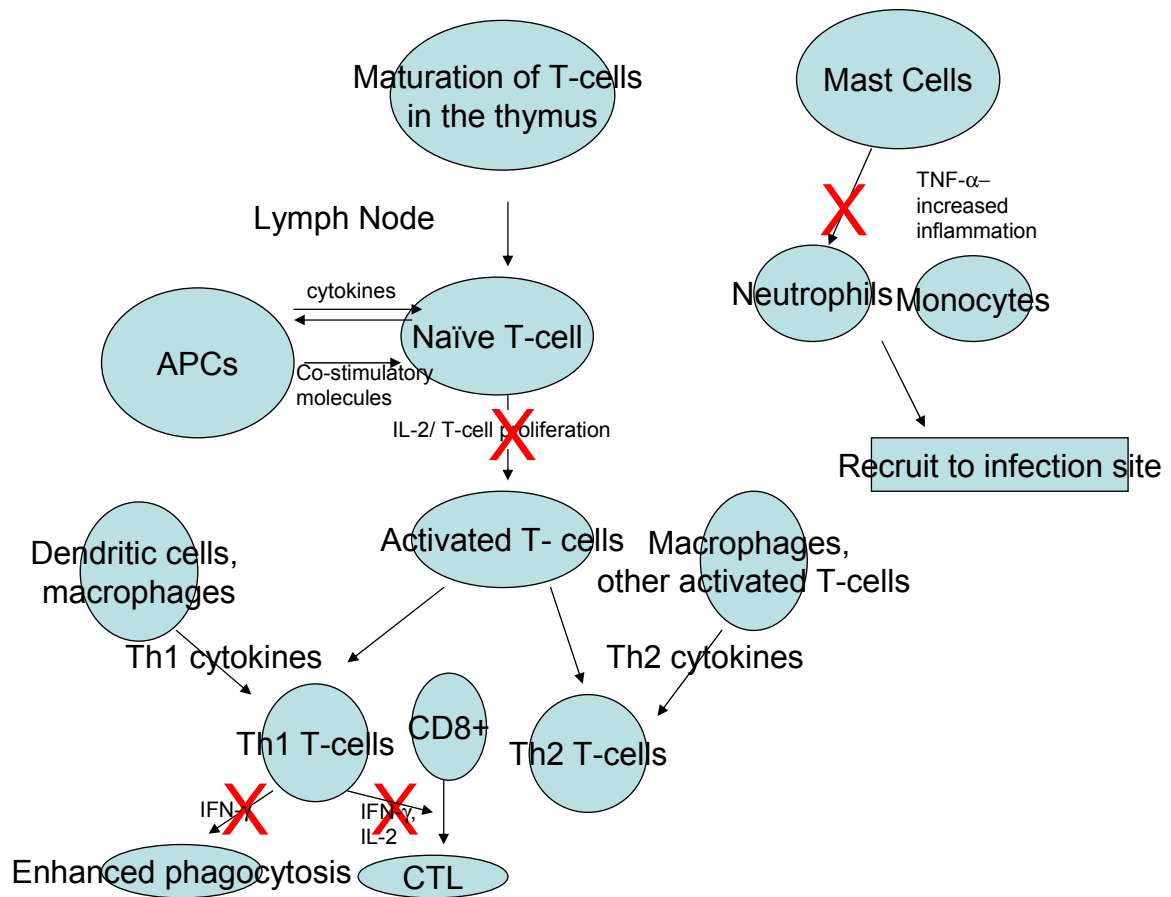 Maturation of T-cells
in the thymus
Mast Cells
TNF-α–
increased
inflammation
Lymph Node
cytokines
Neutrophils
Monocytes
Naïve T-cell
APCs
Co-stimulatory
molecules
IL-2/ T-cell proliferation
Recruit to infection site
Dendritic cells,
macrophages
Activated T- cells
Macrophages,
other activated T-cells
Th1 cytokines
Th2 cytokines
CD8+
Th1 T-cells
Th2 T-cells
IFN-γ
IFN-γ,
IL-2
Enhanced phagocytosis
CTL